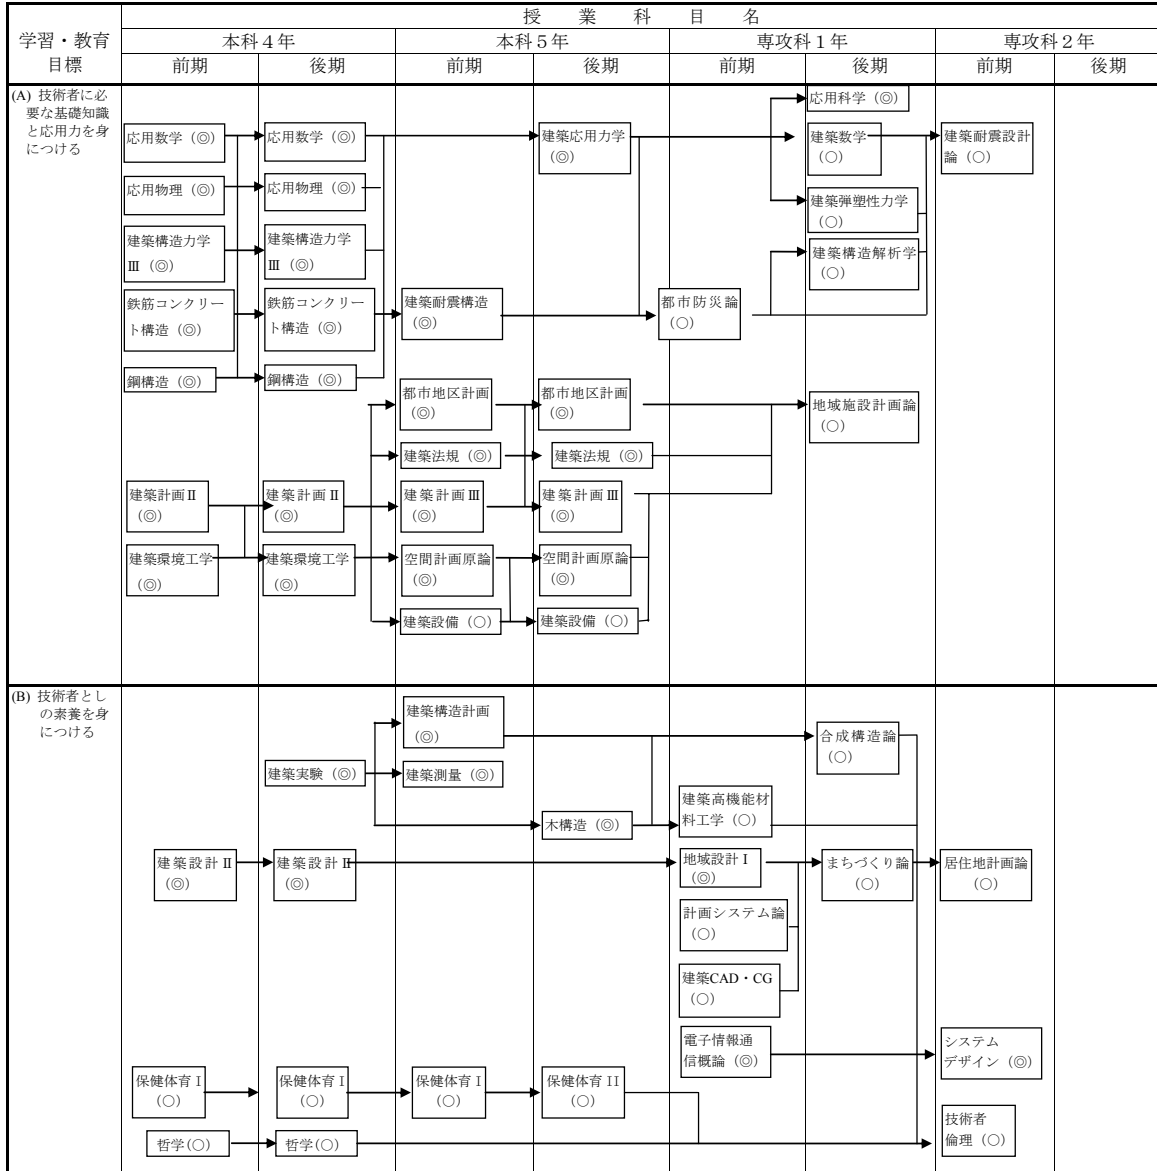 授　業　科　目　名
学習・教育
目標
本科４年
本科５年
専攻科１年
専攻科２年
前期
後期
前期
後期
前期
後期
前期
後期
(A) 技術者に必
要な基礎知識
と応用力を身
につける
応用科学（◎）
応用数学（◎）
応用数学（◎）
建築応用力学
（◎）
建築数学
（○）
建築耐震設計
論（○）
応用物理（◎）
応用物理（◎）
建築弾塑性力学
（○）
建築構造力学
Ⅲ（◎）
建築構造力学
Ⅲ（◎）
建築構造解析学
（○）
鉄筋コンクリー
ト構造（◎）
鉄筋コンクリー
ト構造（◎）
建築耐震構造
（◎）
都市防災論
（○）
鋼構造（◎）
鋼構造（◎）
都市地区計画
（◎）
都市地区計画
（◎）
地域施設計画論
（○）
建築法規（◎）
建築法規（◎）
建築計画Ⅱ
（◎）
建築計画Ⅱ
（◎）
建築計画Ⅲ
（◎）
建築計画Ⅲ
（◎）
建築環境工学
（◎）
建築環境工学
（◎）
空間計画原論
（◎）
空間計画原論
（◎）
建築設備（○）
建築設備（○）
(B) 技術者とし
の素養を身
につける
建築構造計画
（◎）
合成構造論
（○）
建築実験（◎）
建築測量（◎）
木構造（◎）
建築高機能材
料工学（○）
建築設計Ⅱ
（◎）
建築設計Ⅱ
（◎）
地域設計Ⅰ
（◎）
まちづくり論
（○）
居住地計画論
（○）
計画システム論
（○）
建築CAD・CG
（○）
電子情報通
信概論（◎）
システム
デザイン（◎）
保健体育Ⅰ
（○）
保健体育Ⅰ
（○）
保健体育Ⅰ
（○）
保健体育II
（○）
技術者
倫理（○）
哲学(○)
哲学(○)